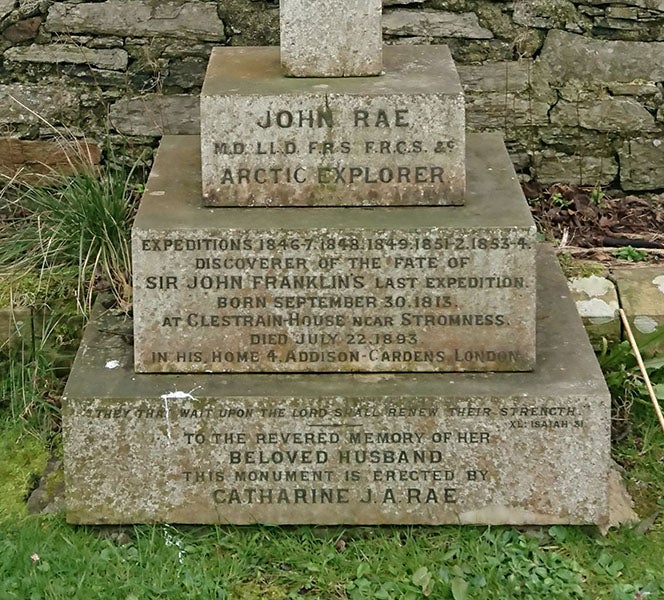 JOHN RAE
M.D. LL.D. F.R.S. F.R.G.S. &c
ARCTIC EXPLORER
EXPEDITIONS 1846-7. 1848. 1849. 1851-2. 1853-4.
DISCOVERER OF THE FATE OF
SIR JOHN FRANKLIN'S LAST EXPEDITION.
BORN SEPTEMBER 30. 1813.
AT CLESTRAIN-HOUSE NEAR STROMNESS.
DIED JULY 22. 1893.
IN HIS HOME 4. ADDISON-GARDENS LONDON.
"THEY THAT WAIT UPON THE LORD SHALL RENEW THEIR STRENGTH."
XL: ISAIAH 31
TO THE REVERED MEMORY OF HER
BELOVED HUSBAND
THIS MONUMENT IS ERECTED BY
CATHARINE J.A. RAE